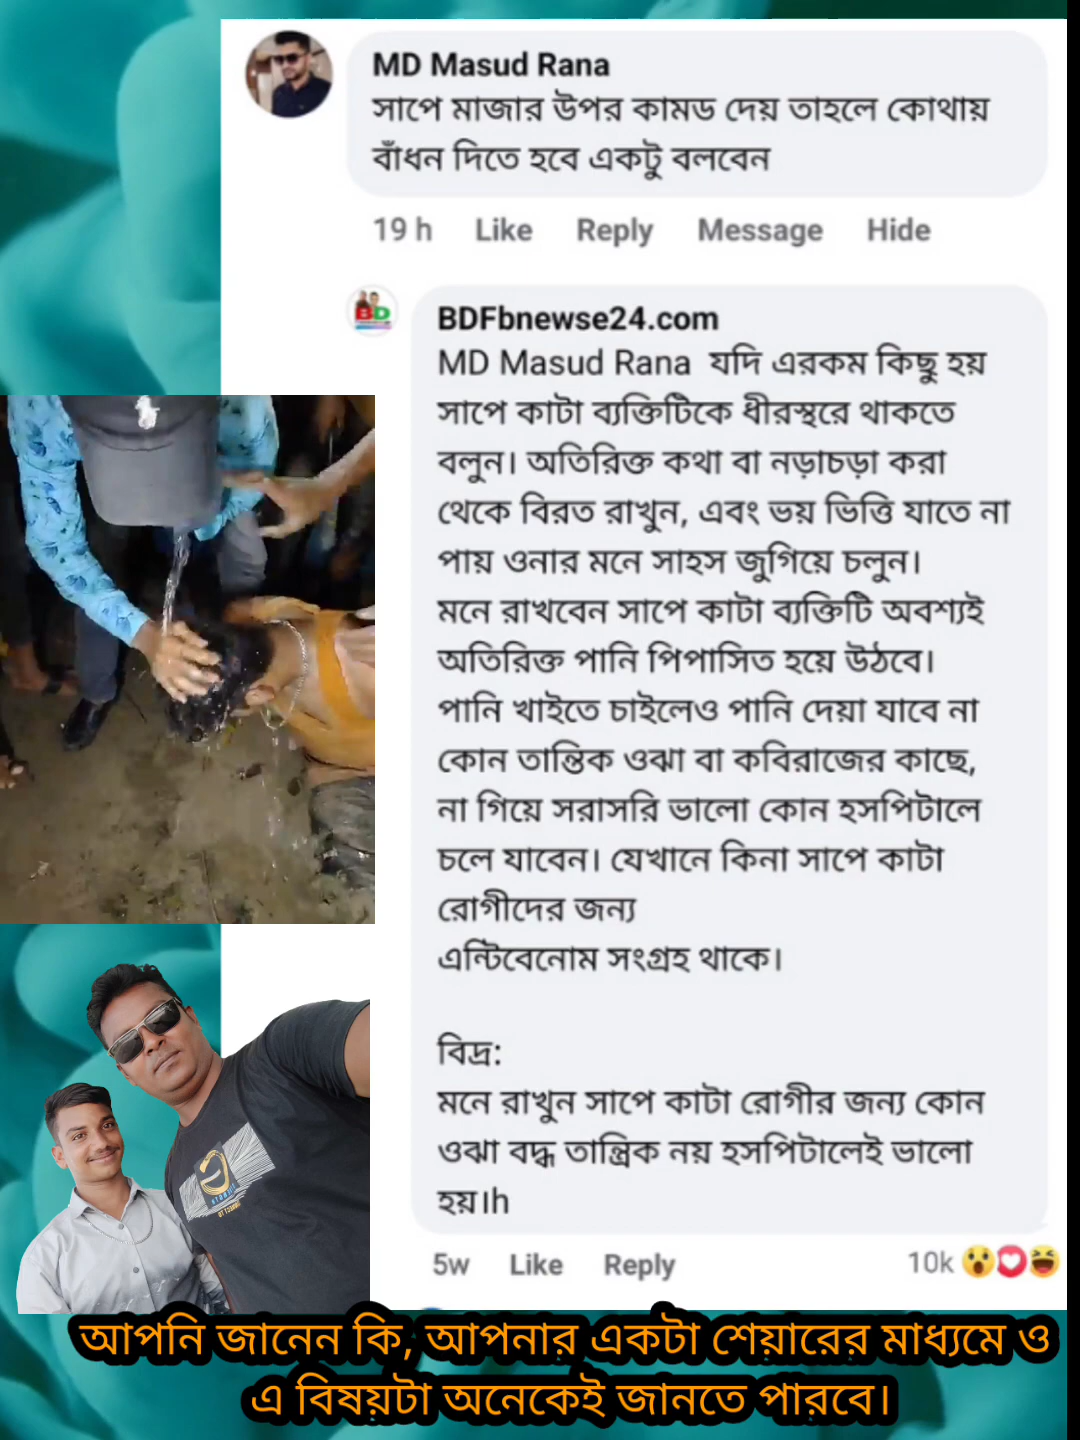 MD Masud Rana
সাপে মাজার উপর কামড দেয় তাহলে কোথায়
বাঁধন দিতে হবে একটু বলবেন
19 h Like Reply Message Hide
BD
BDFbnewse24.com
MD Masud Rana যদি এরকম কিছু হয়
সাপে কাটা ব্যক্তিটিকে ধীরস্থরে থাকতে
বলুন। অতিরিক্ত কথা বা নড়াচড়া করা
থেকে বিরত রাখুন, এবং ভয় ভিত্তি যাতে না
পায় ওনার মনে সাহস জুগিয়ে চলুন।
মনে রাখবেন সাপে কাটা ব্যক্তিটি অবশ্যই
অতিরিক্ত পানি পিপাসিত হয়ে উঠবে।
পানি খাইতে চাইলেও পানি দেয়া যাবে না
কোন তান্তিক ওঝা বা কবিরাজের কাছে,
না গিয়ে সরাসরি ভালো কোন হসপিটালে
চলে যাবেন। যেখানে কিনা সাপে কাটা
রোগীদের জন্য
এন্টিবেনোম সংগ্রহ থাকে।
বিদ্র:
মনে রাখুন সাপে কাটা রোগীর জন্য কোন
ওঝা বদ্ধ তান্ত্রিক নয় হসপিটালেই ভালো
হয়।h
5w Like Reply 10k
আপনি জানেন কি, আপনার একটা শেয়ারের মাধ্যমে ও
এ বিষয়টা অনেকেই জানতে পারবে।